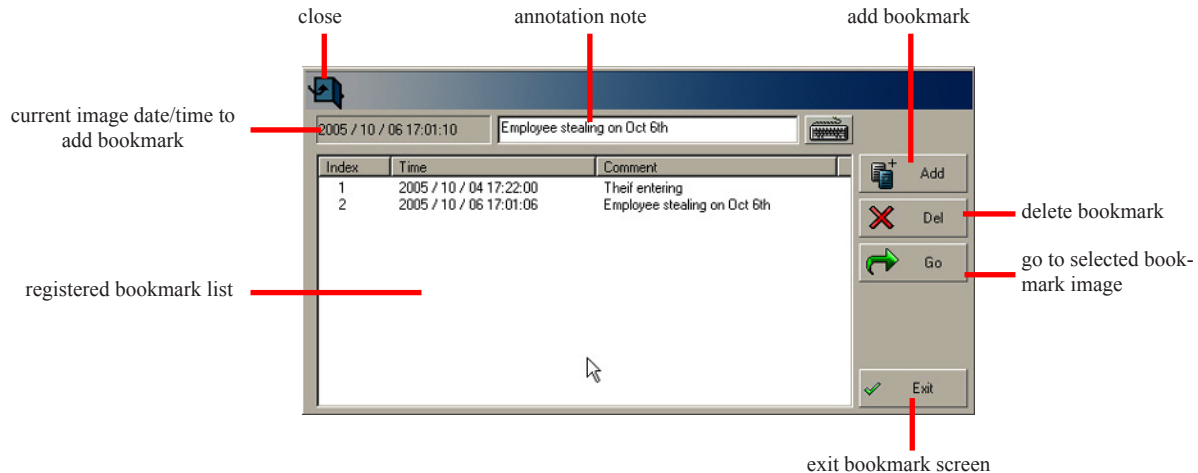 close
annotation note
add bookmark
current image date/time to
add bookmark
2005 / 10 / 06 17:01:10
Employee stealing on Oct 6th
Index Time Comment
1 2005 / 10 / 04 17:22:00 Theif entering
2 2005 / 10 / 06 17:01:06 Employee stealing on Oct 6th
Add
Del
delete bookmark
Go
go to selected book-
mark image
registered bookmark list
Exit
exit bookmark screen